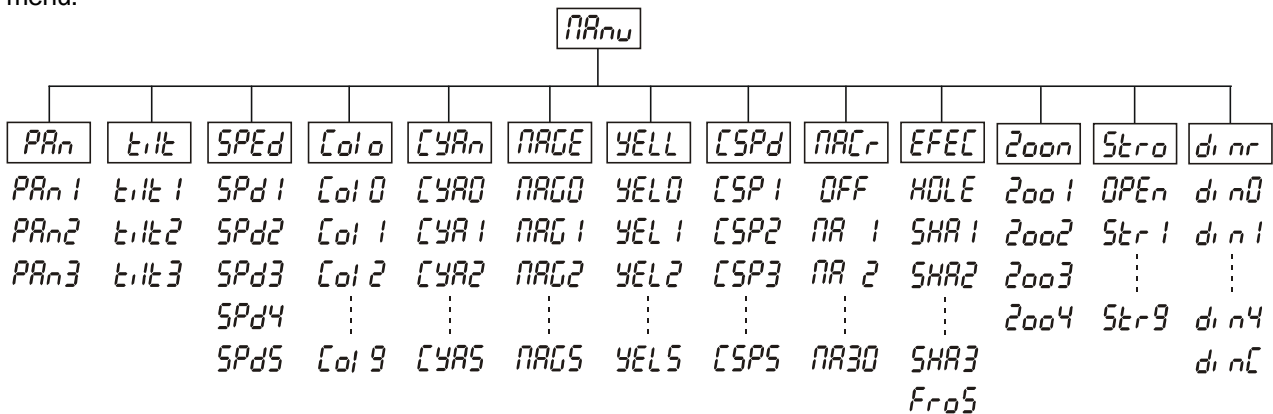 menu.
MAnu
PAn tilt SPEd Colo CYAn MAGE YELL CSPd MACr EFEC Zoon Stro dinr
PAn1 tilt1 SPd1 Col0 CYA0 MAG0 YEL0 CSP1 OFF HOLE Zoo1 OPEn din0
PAn2 tilt2 SPd2 Col1 CYA1 MAG1 YEL1 CSP2 MA 1 SHA1 Zoo2 Str1 din1
PAn3 tilt3 SPd3 Col2 CYA2 MAG2 YEL2 CSP3 MA 2 SHA2 Zoo3
SPd4 Zoo4 Str9 din4
SPd5 Col9 CYA5 MAG5 YEL5 CSP5 MA30 SHA3 dinC
FroS